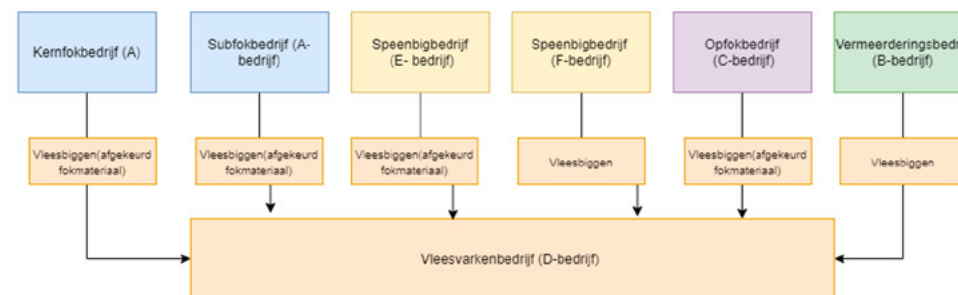 Kernfokbedrijf (A)
Subfokbedrijf (A-
bedrijf)
Speenbigbedrijf
(E- bedrijf)
Speenbigbedrijf
(F-bedrijf)
Opfokbedrijf
(C-bedrijf)
Vermeerderingsbedr
(B-bedrijf)
Vleesbiggen(afgekeurd
fokmateriaal)
Vleesbiggen(afgekeurd
fokmateriaal)
Vleesbiggen(afgekeurd
fokmateriaal)
Vleesbiggen
Vleesbiggen(afgekeurd
fokmateriaal)
Vleesbiggen
Vleesvarkenbedrijf (D-bedrijf)